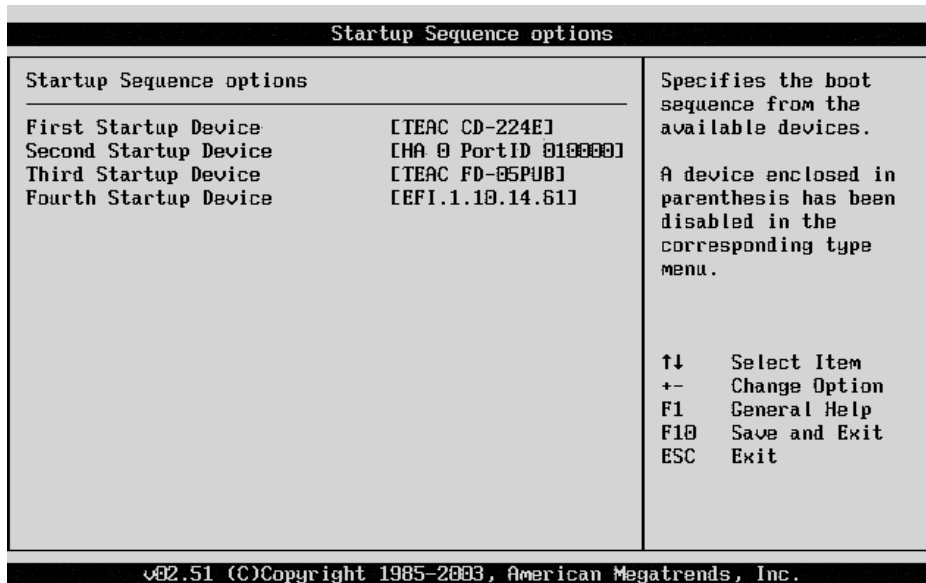 Startup Sequence options
Startup Sequence options
First Startup Device [TEAC CD-224E]
Second Startup Device [HA 0 PortID 010000]
Third Startup Device [TEAC FD-05PUB]
Fourth Startup Device [EFI.1.10.14.61]
Specifies the boot
sequence from the
available devices.
A device enclosed in
parenthesis has been
disabled in the
corresponding type
menu.
↑↓ Select Item
+- Change Option
F1 General Help
F10 Save and Exit
ESC Exit
v02.51 (C)Copyright 1985-2003, American Megatrends, Inc.